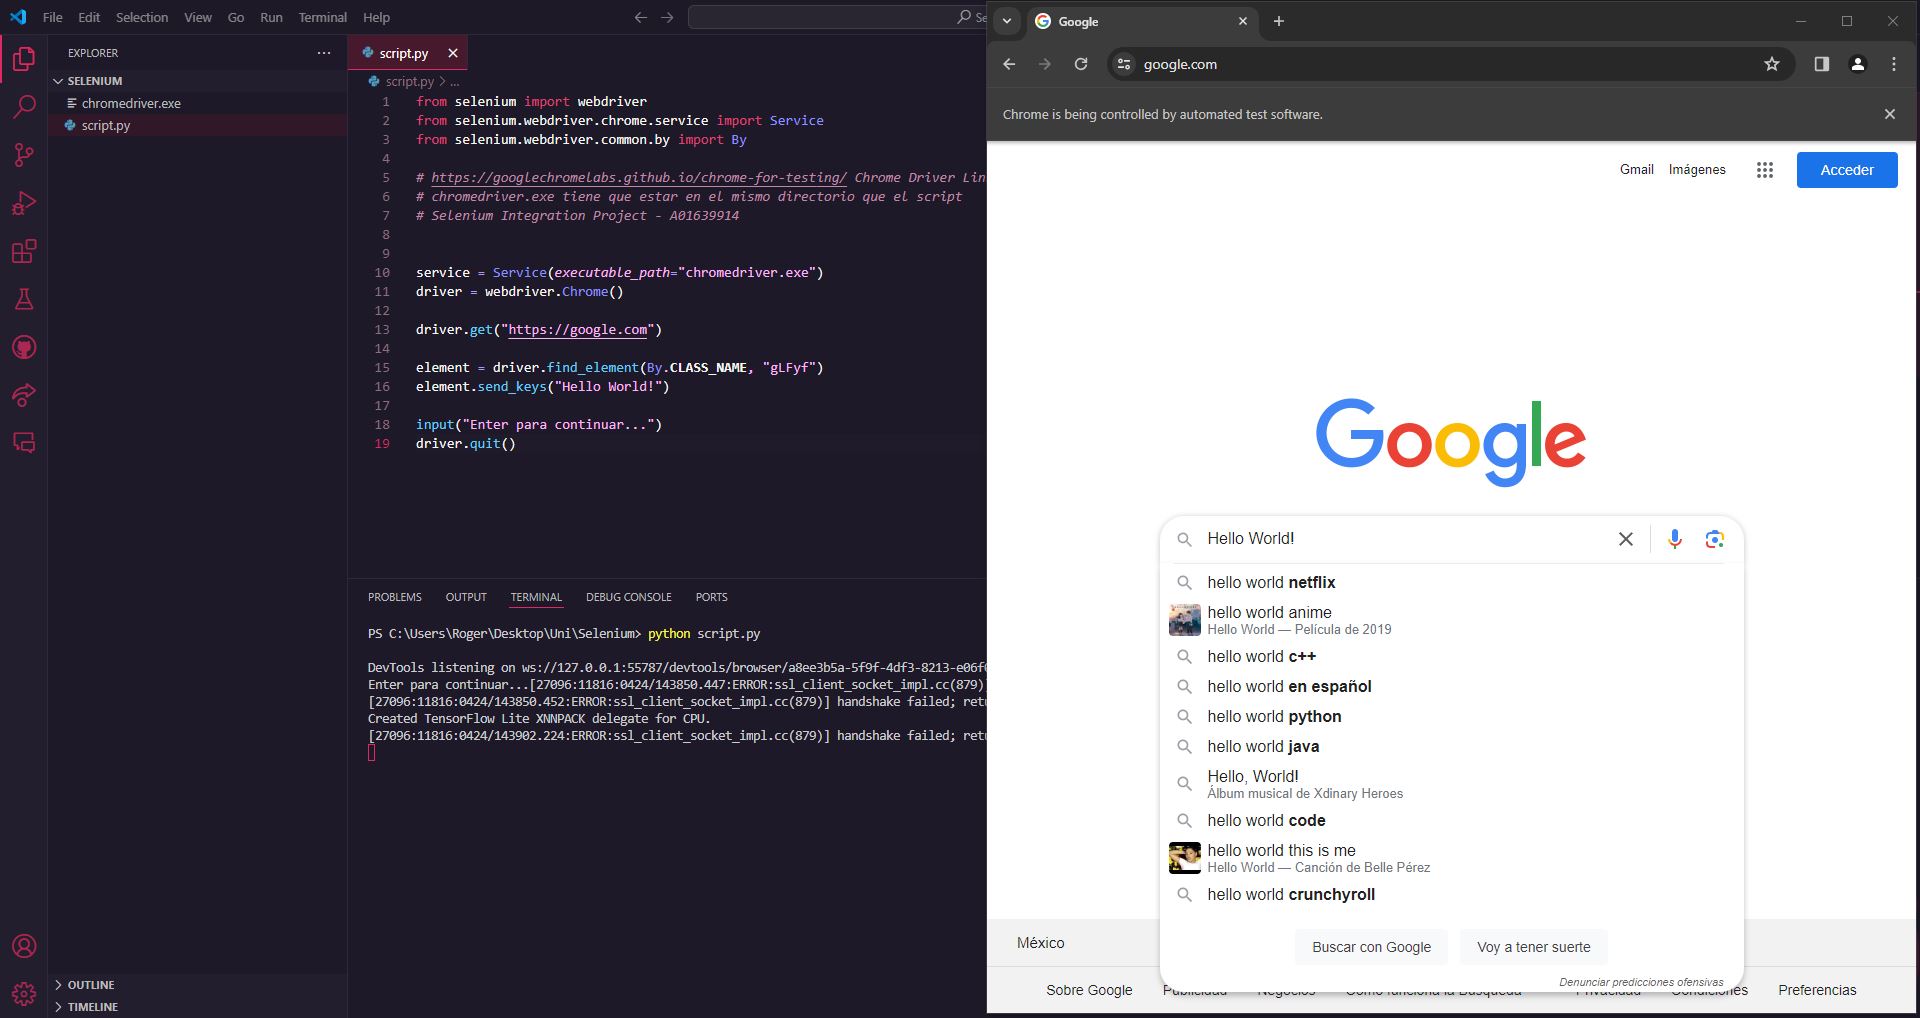 File Edit Selection View Go Run Terminal Help
EXPLORER
SELENIUM
chromedriver.exe
script.py
OUTLINE
TIMELINE
script.py
script.py > ...
1 from selenium import webdriver
2 from selenium.webdriver.chrome.service import Service
3 from selenium.webdriver.common.by import By
4
5 # https://googlechromelabs.github.io/chrome-for-testing/ Chrome Driver Lin
6 # chromedriver.exe tiene que estar en el mismo directorio que el script
7 # Selenium Integration Project - A01639914
8
9
10 service = Service(executable_path="chromedriver.exe")
11 driver = webdriver.Chrome()
12
13 driver.get("https://google.com")
14
15 element = driver.find_element(By.CLASS_NAME, "gLFyf")
16 element.send_keys("Hello World!")
17
18 input("Enter para continuar...")
19 driver.quit()
PROBLEMS OUTPUT TERMINAL DEBUG CONSOLE PORTS
PS C:\Users\Roger\Desktop\Uni\Selenium> python script.py
DevTools listening on ws://127.0.0.1:55787/devtools/browser/a8ee3b5a-5f9f-4df3-8213-e06f
Enter para continuar...[27096:11816:0424/143850.447:ERROR:ssl_client_socket_impl.cc(879)]
[27096:11816:0424/143850.452:ERROR:ssl_client_socket_impl.cc(879)] handshake failed; retu
Created TensorFlow Lite XNNPACK delegate for CPU.
[27096:11816:0424/143902.224:ERROR:ssl_client_socket_impl.cc(879)] handshake failed; retu
Google
google.com
Chrome is being controlled by automated test software.
Gmail Imágenes Acceder
Google
Hello World!
hello world netflix
hello world anime
Hello World — Película de 2019
hello world c++
hello world en español
hello world python
hello world java
Hello, World!
Álbum musical de Xdinary Heroes
hello world code
hello world this is me
Hello World — Canción de Belle Pérez
hello world crunchyroll
Buscar con Google Voy a tener suerte
Denunciar predicciones ofensivas
México
Sobre Google Publicidad Negocios Cómo funciona la Búsqueda Privacidad Condiciones Preferencias